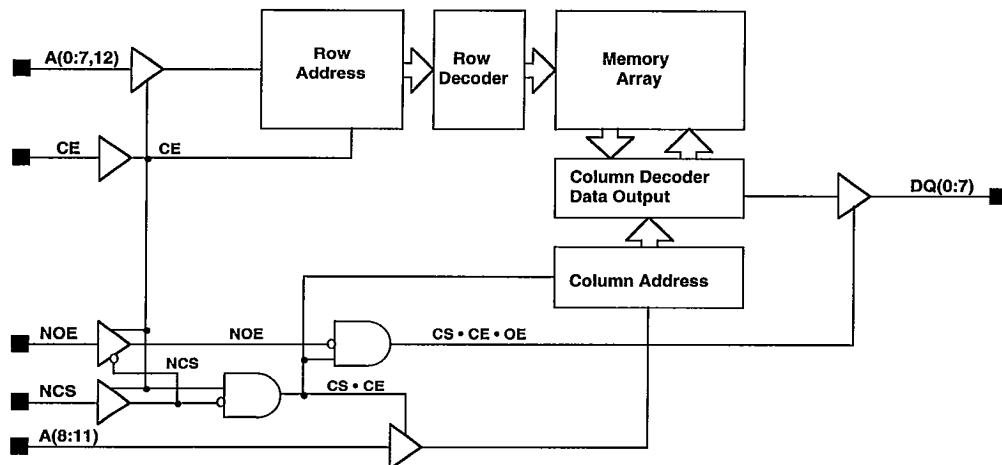 A(0:7,12)
Row
Address
Row
Decoder
Memory
Array
CE
CE
Column Decoder
Data Output
DQ(0:7)
Column Address
NOE
NOE
CS • CE • OE
NCS
NCS
CS • CE
A(8:11)